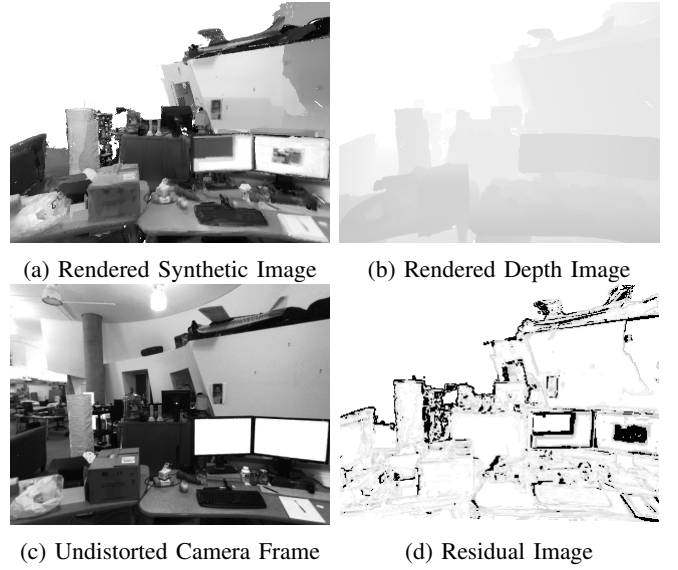 (a) Rendered Synthetic Image
(b) Rendered Depth Image
(c) Undistorted Camera Frame
(d) Residual Image